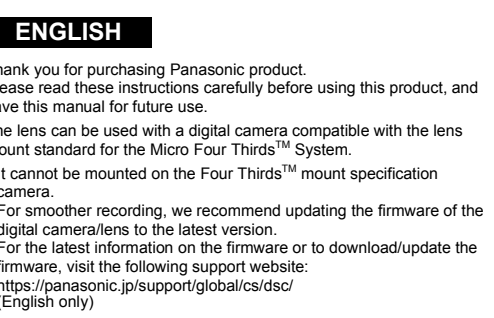 ENGLISH
hank you for purchasing Panasonic product.
ease read these instructions carefully before using this product, and
ave this manual for future use.
he lens can be used with a digital camera compatible with the lens
ount standard for the Micro Four Thirds™ System.
t cannot be mounted on the Four Thirds™ mount specification
camera.
For smoother recording, we recommend updating the firmware of the
digital camera/lens to the latest version.
For the latest information on the firmware or to download/update the
firmware, visit the following support website:
https://panasonic.jp/support/global/cs/dsc/
(English only)